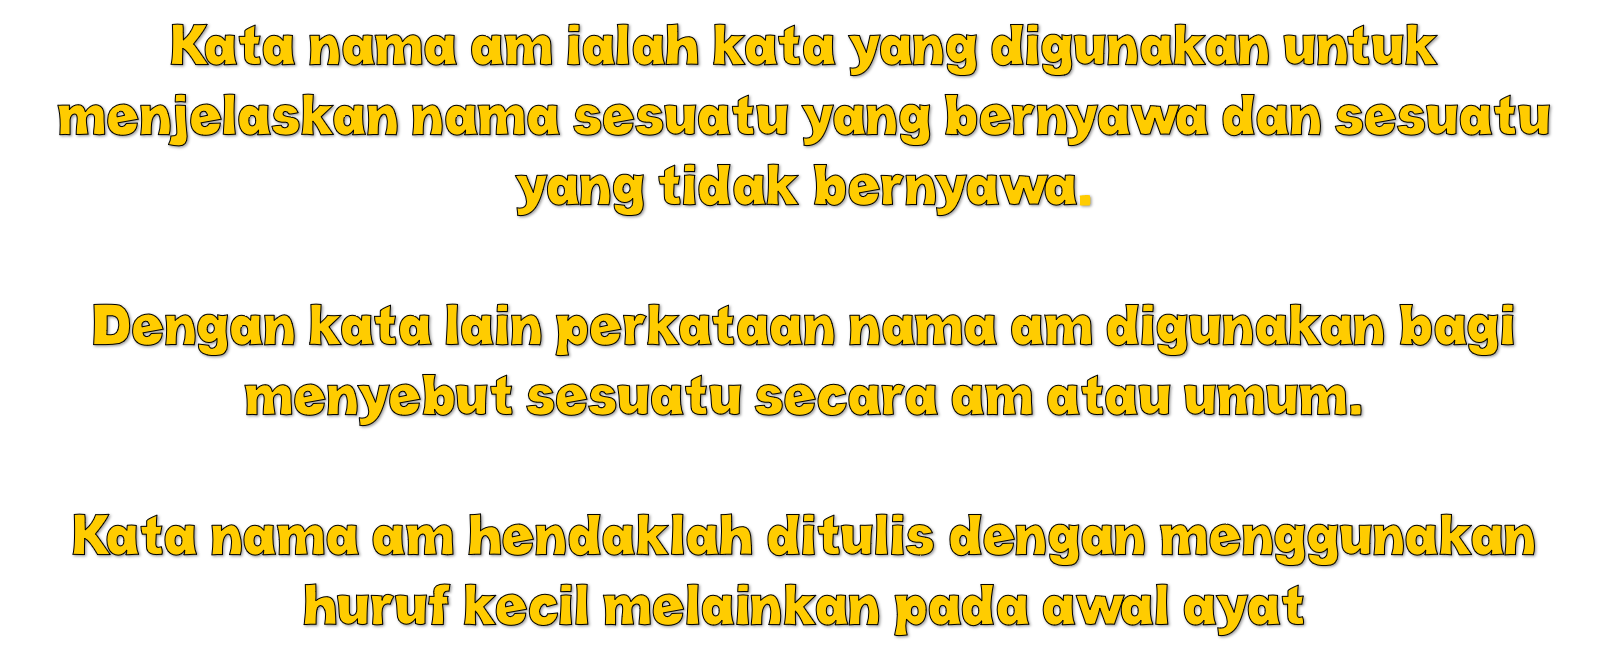 Kata nama am ialah kata yang digunakan untuk
menjelaskan nama sesuatu yang bernyawa dan sesuatu
yang tidak bernyawa.
Dengan kata lain perkataan nama am digunakan bagi
menyebut sesuatu secara am atau umum.
Kata nama am hendaklah ditulis dengan menggunakan
huruf kecil melainkan pada awal ayat